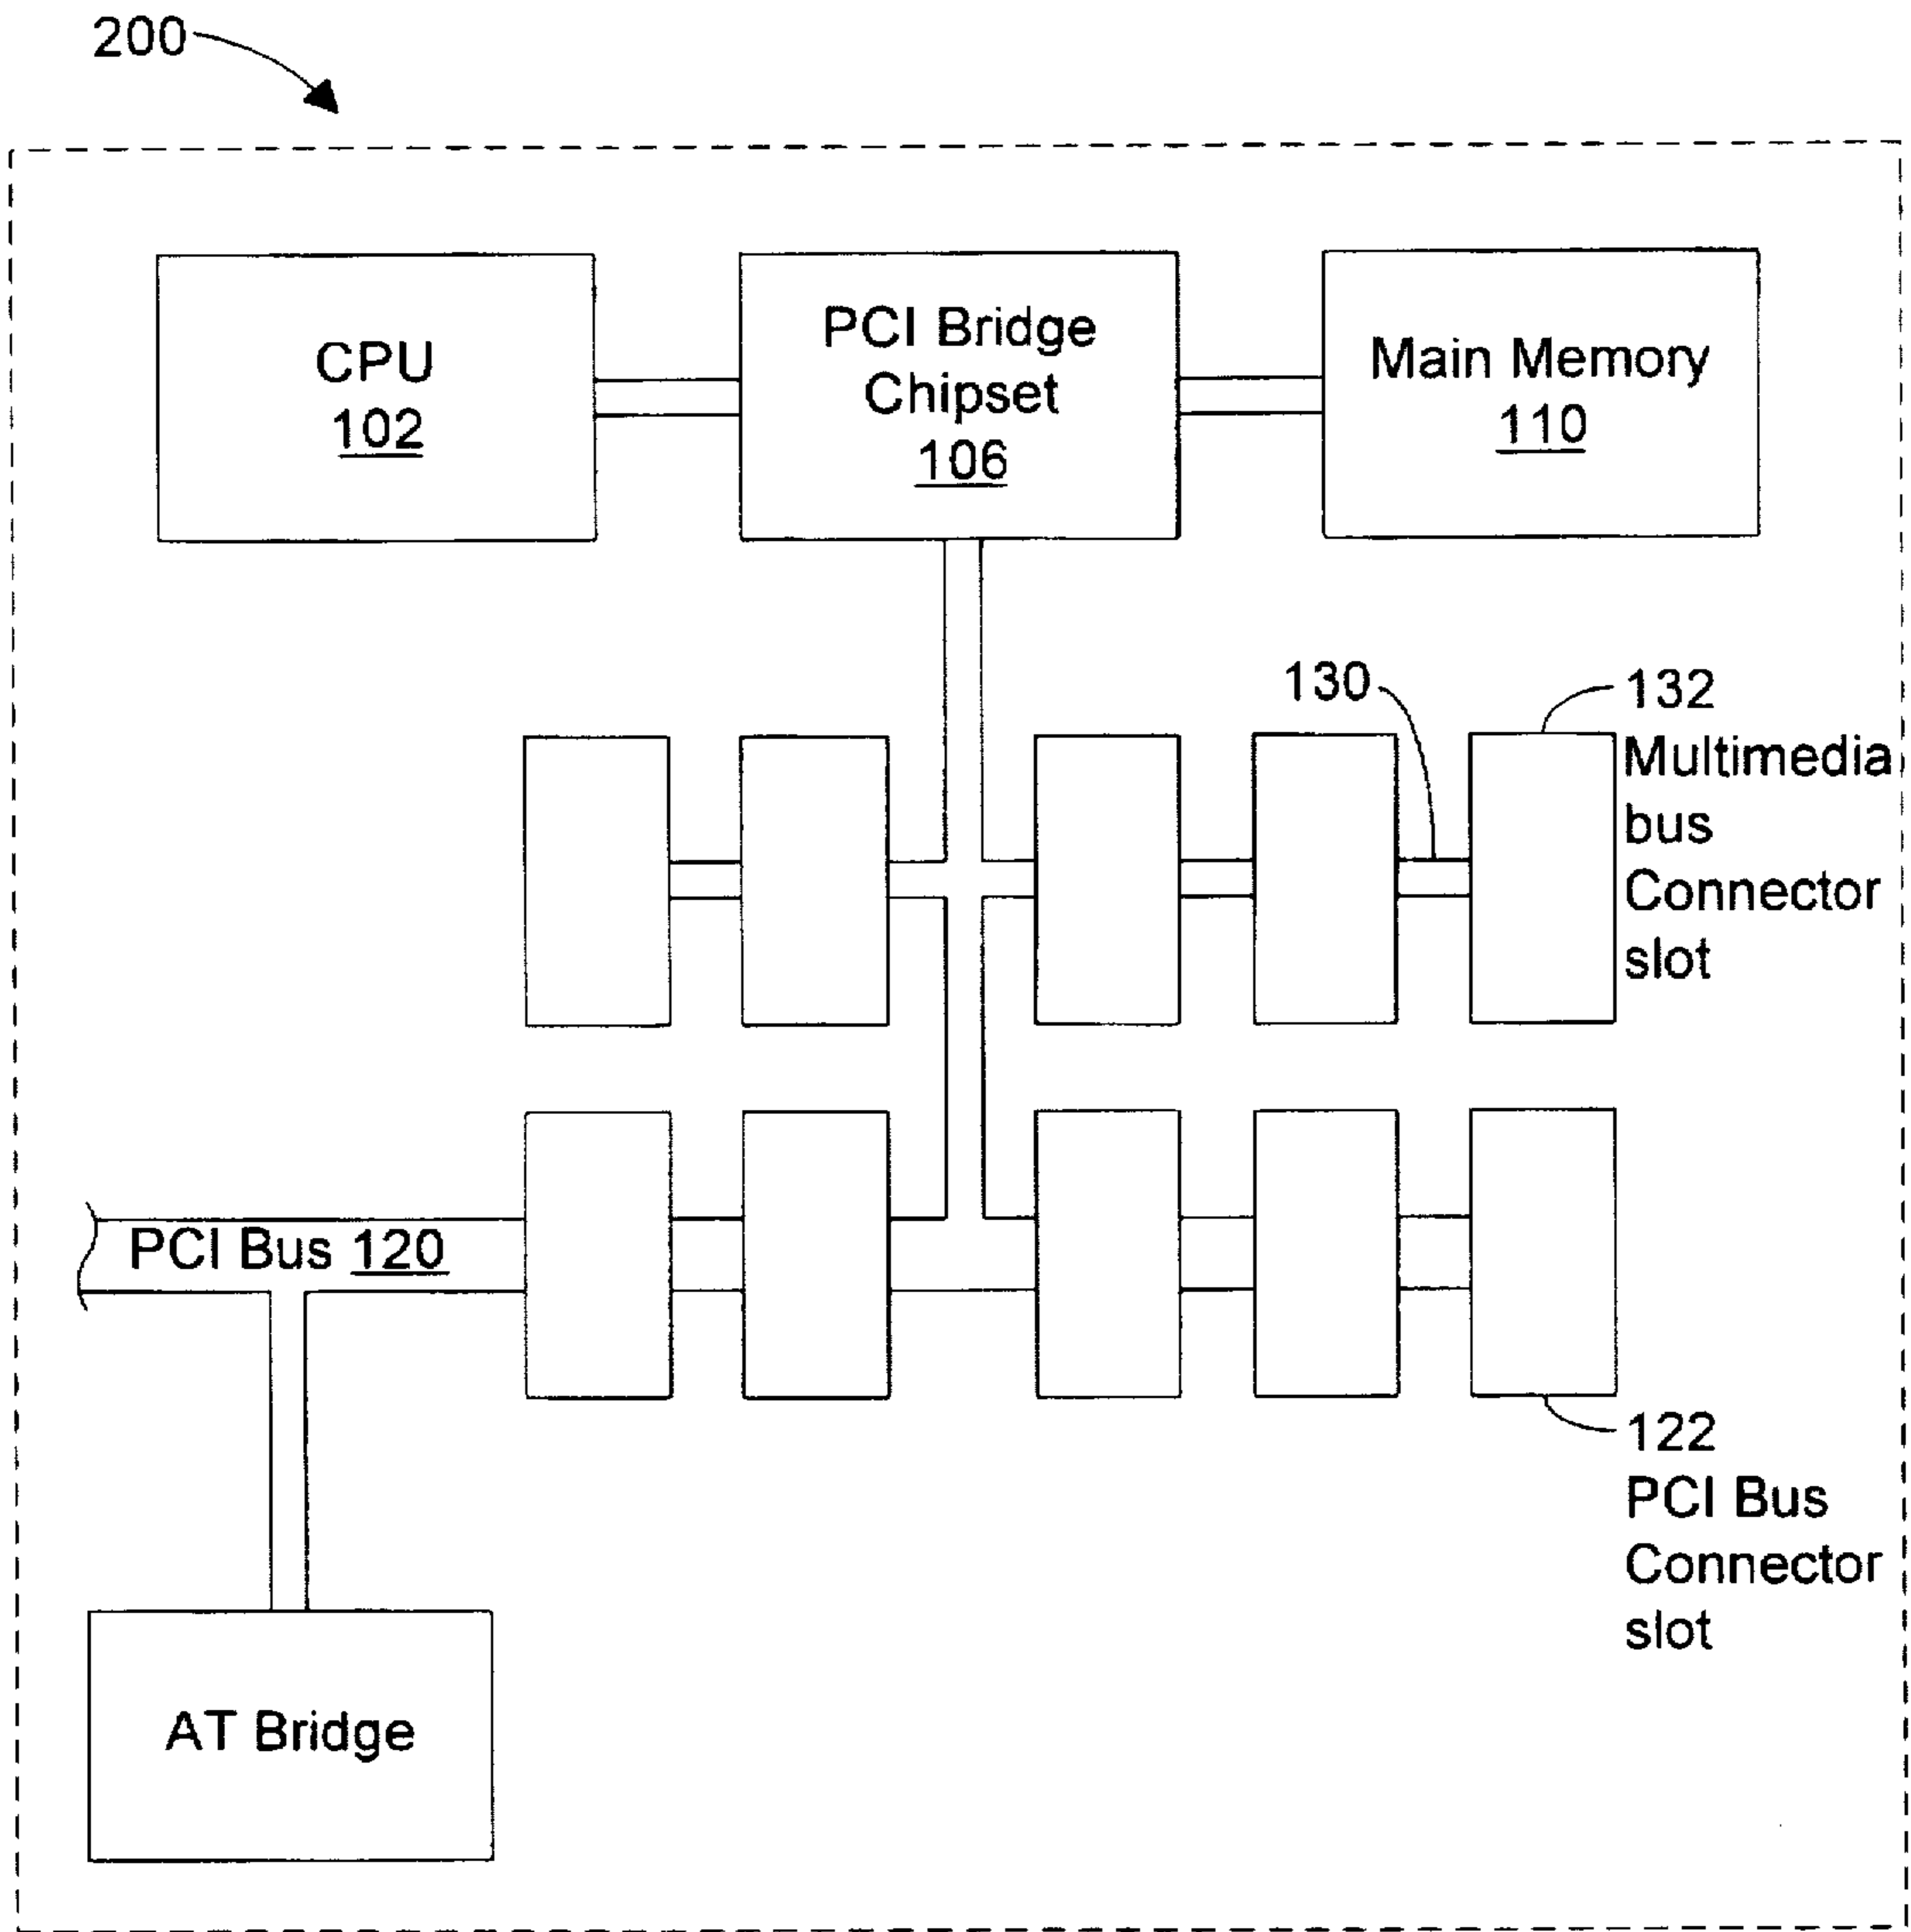 200
CPU
102
PCI Bridge
Chipset
106
Main Memory
110
130
132
Multimedia
bus
Connector
slot
PCI Bus 120
122
PCI Bus
Connector
slot
AT Bridge